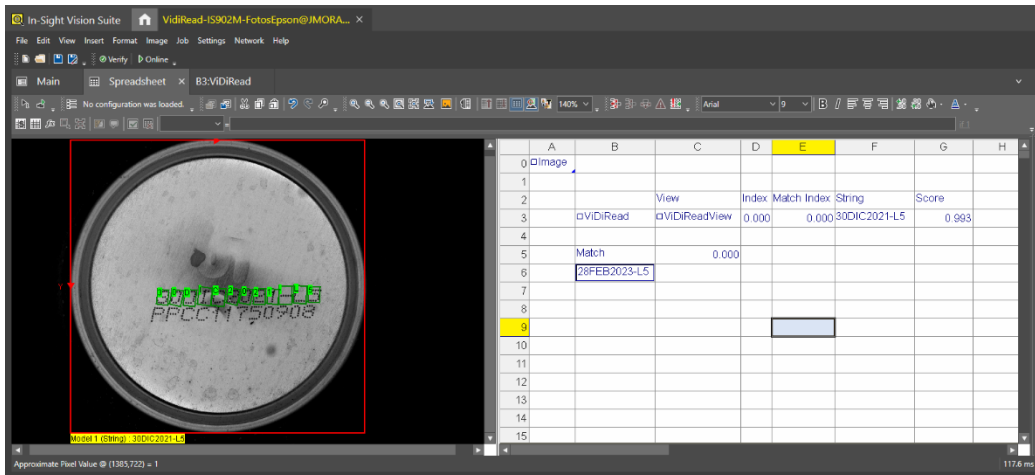 In-Sight Vision Suite
VidiRead-IS902M-FotosEpson@JMORA... ×
File Edit View Insert Format Image Job Settings Network Help
Verify Online
Main Spreadsheet × B3:ViDiRead
No configuration was loaded. 140% Arial 9 B I
A B C D E F G H
0 Image
1
2 View Index Match Index String Score
3 ViDiRead ViDiReadView 0.000 0.000 30DIC2021-L5 0.993
4
5 Match 0.000
6 28FEB2023-L5
7
8
9
10
11
12
13
14
15
PPCC11750908
Model 1 (String) : 30DIC2021-L5
Approximate Pixel Value @ (1385,722) = 1
117.6 ms